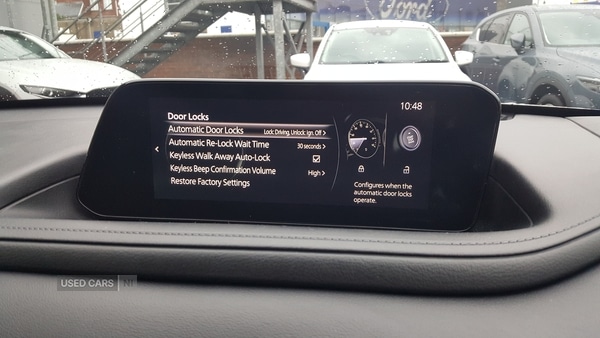 Ford
10:48
Door Locks
Automatic Door Locks Lock: Driving, Unlock: Ign. Off >
Automatic Re-Lock Wait Time 30 seconds >
Keyless Walk Away Auto-Lock
Keyless Beep Confirmation Volume High >
Restore Factory Settings
Configures when the
automatic door locks
operate.
USED CARS NI